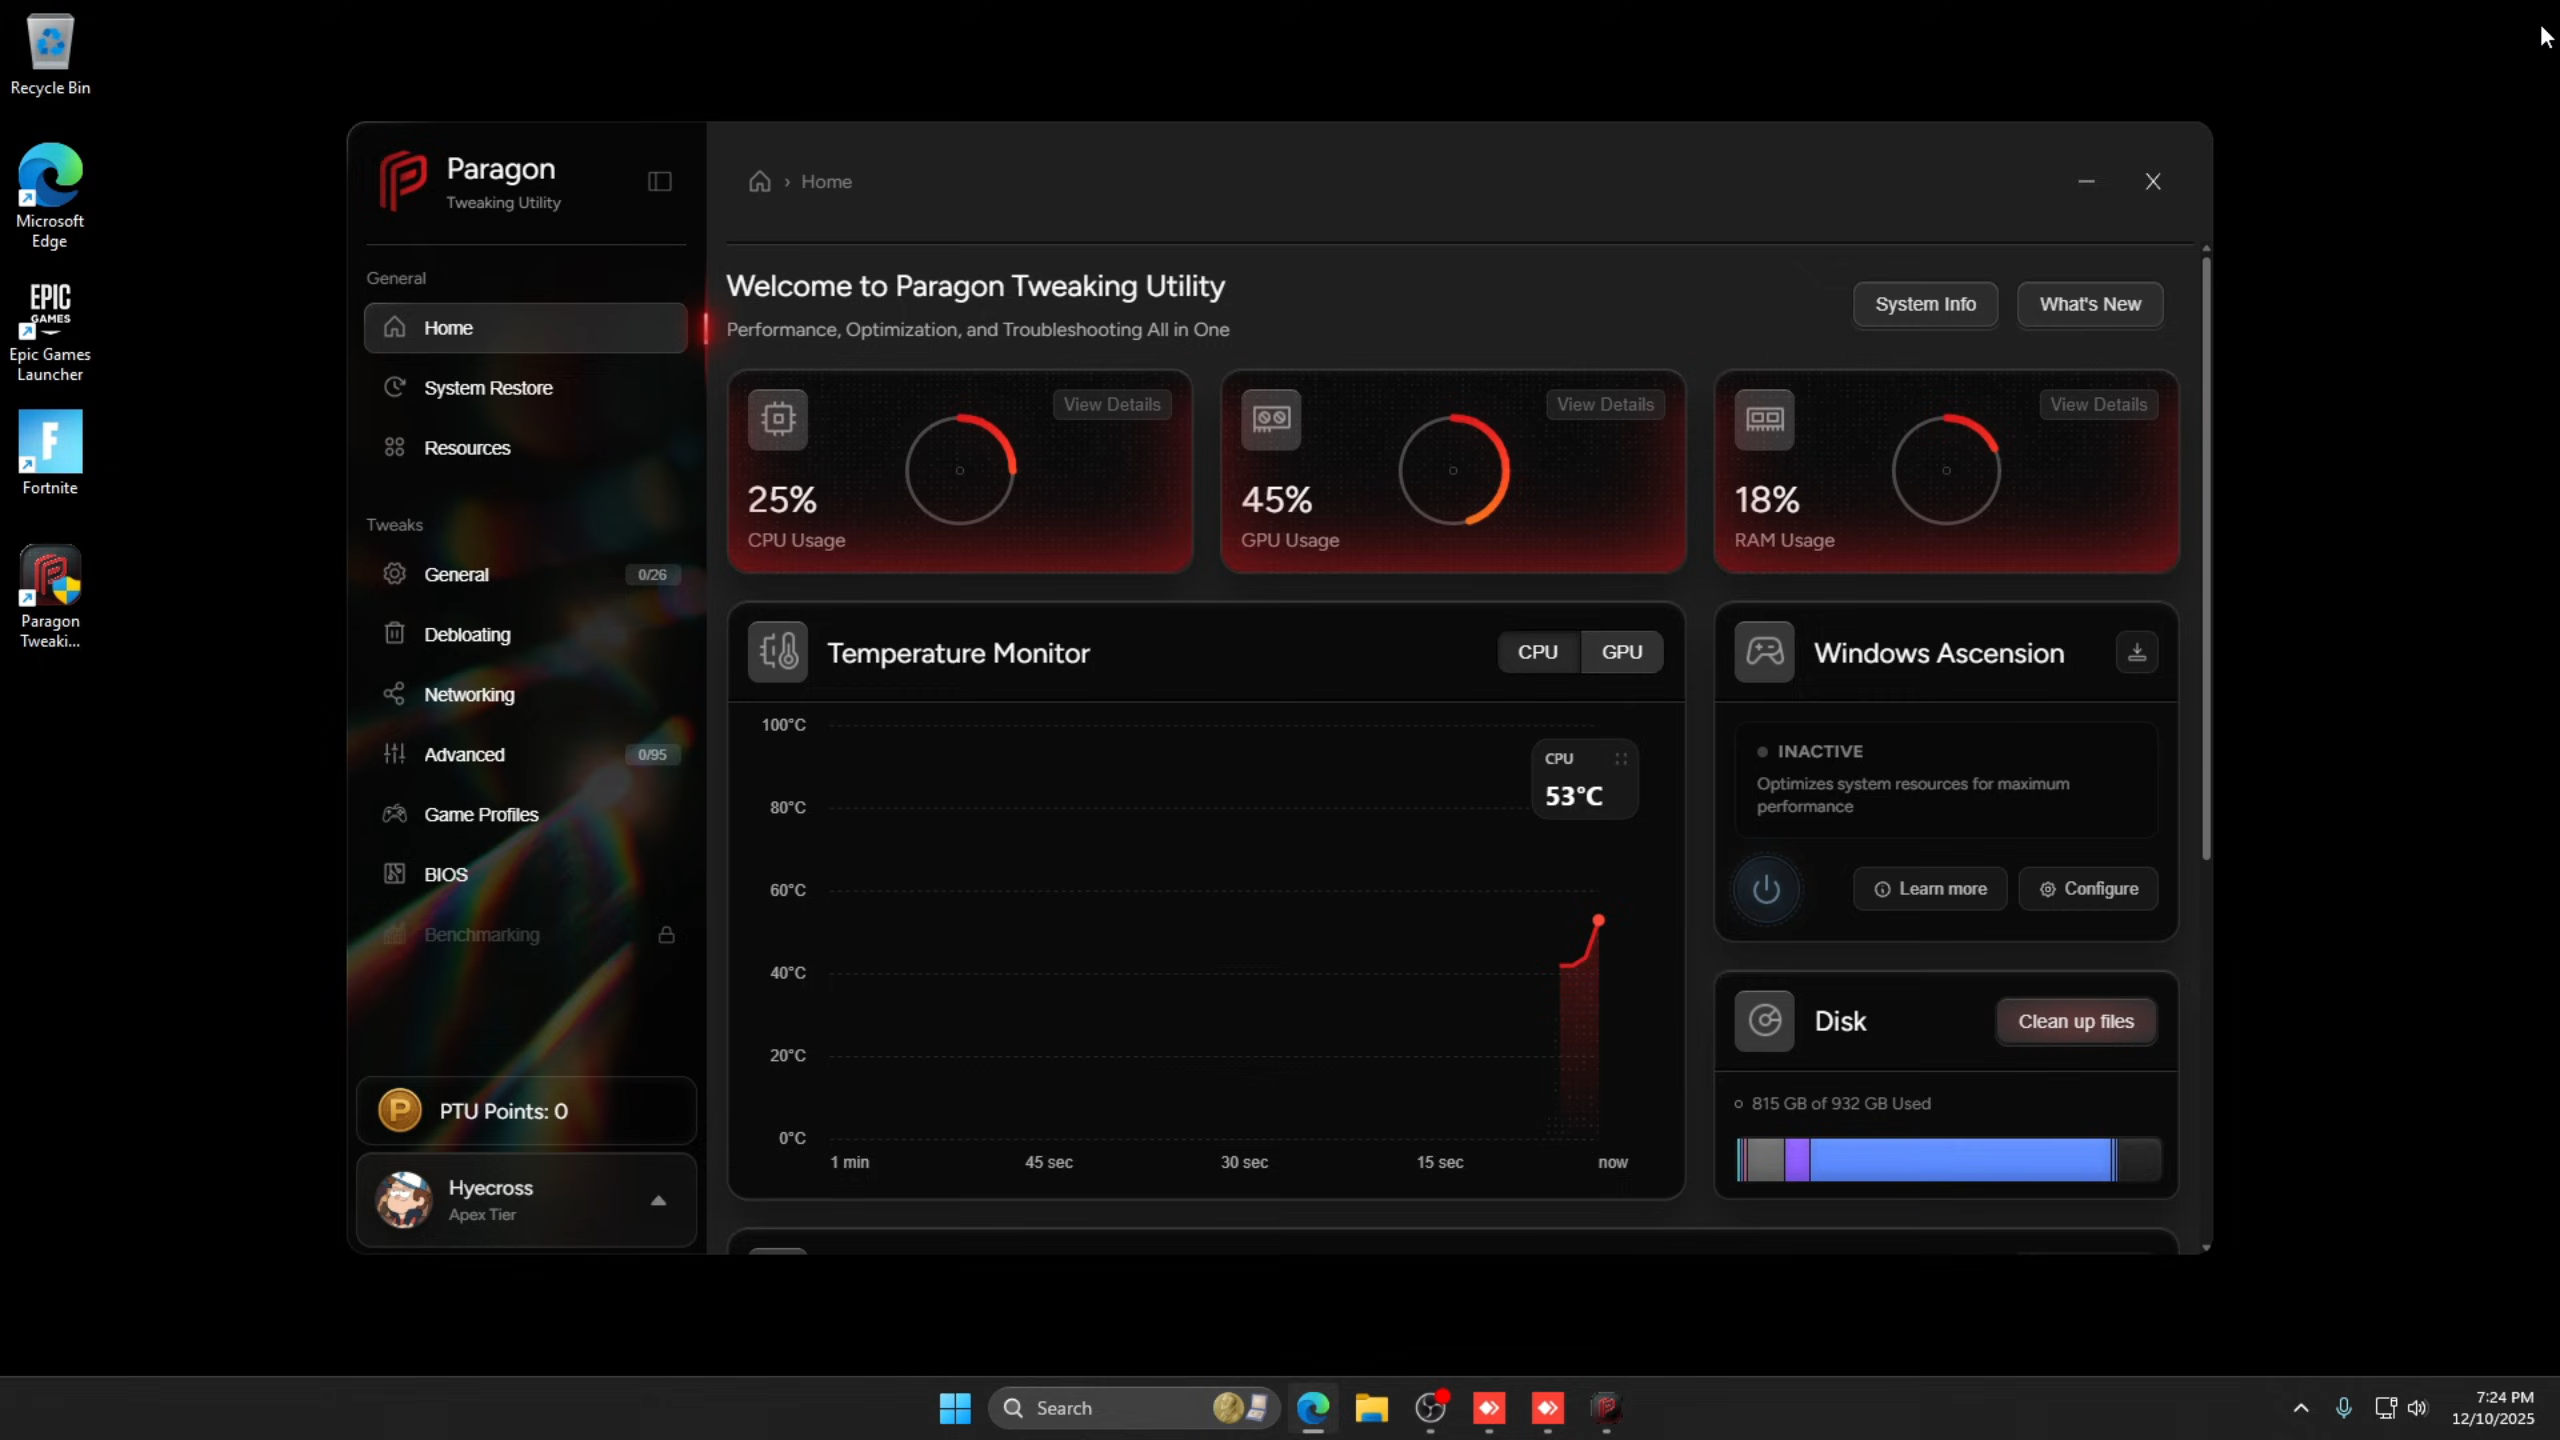 Recycle Bin
Microsoft
Edge
EPIC
GAMES
Epic Games
Launcher
Fortnite
Paragon
Tweaki...
Paragon
Tweaking Utility
General
Home
System Restore
Resources
Tweaks
General 0/26
Debloating
Networking
Advanced 0/95
Game Profiles
BIOS
Benchmarking
P PTU Points: 0
Hyecross
Apex Tier
› Home
Welcome to Paragon Tweaking Utility
Performance, Optimization, and Troubleshooting All in One
System Info
What's New
View Details
25%
CPU Usage
View Details
45%
GPU Usage
View Details
18%
RAM Usage
Temperature Monitor
CPU GPU
100°C
80°C
60°C
40°C
20°C
0°C
CPU
53°C
1 min 45 sec 30 sec 15 sec now
Windows Ascension
INACTIVE
Optimizes system resources for maximum
performance
Learn more
Configure
Disk
Clean up files
815 GB of 932 GB Used
Search
7:24 PM
12/10/2025